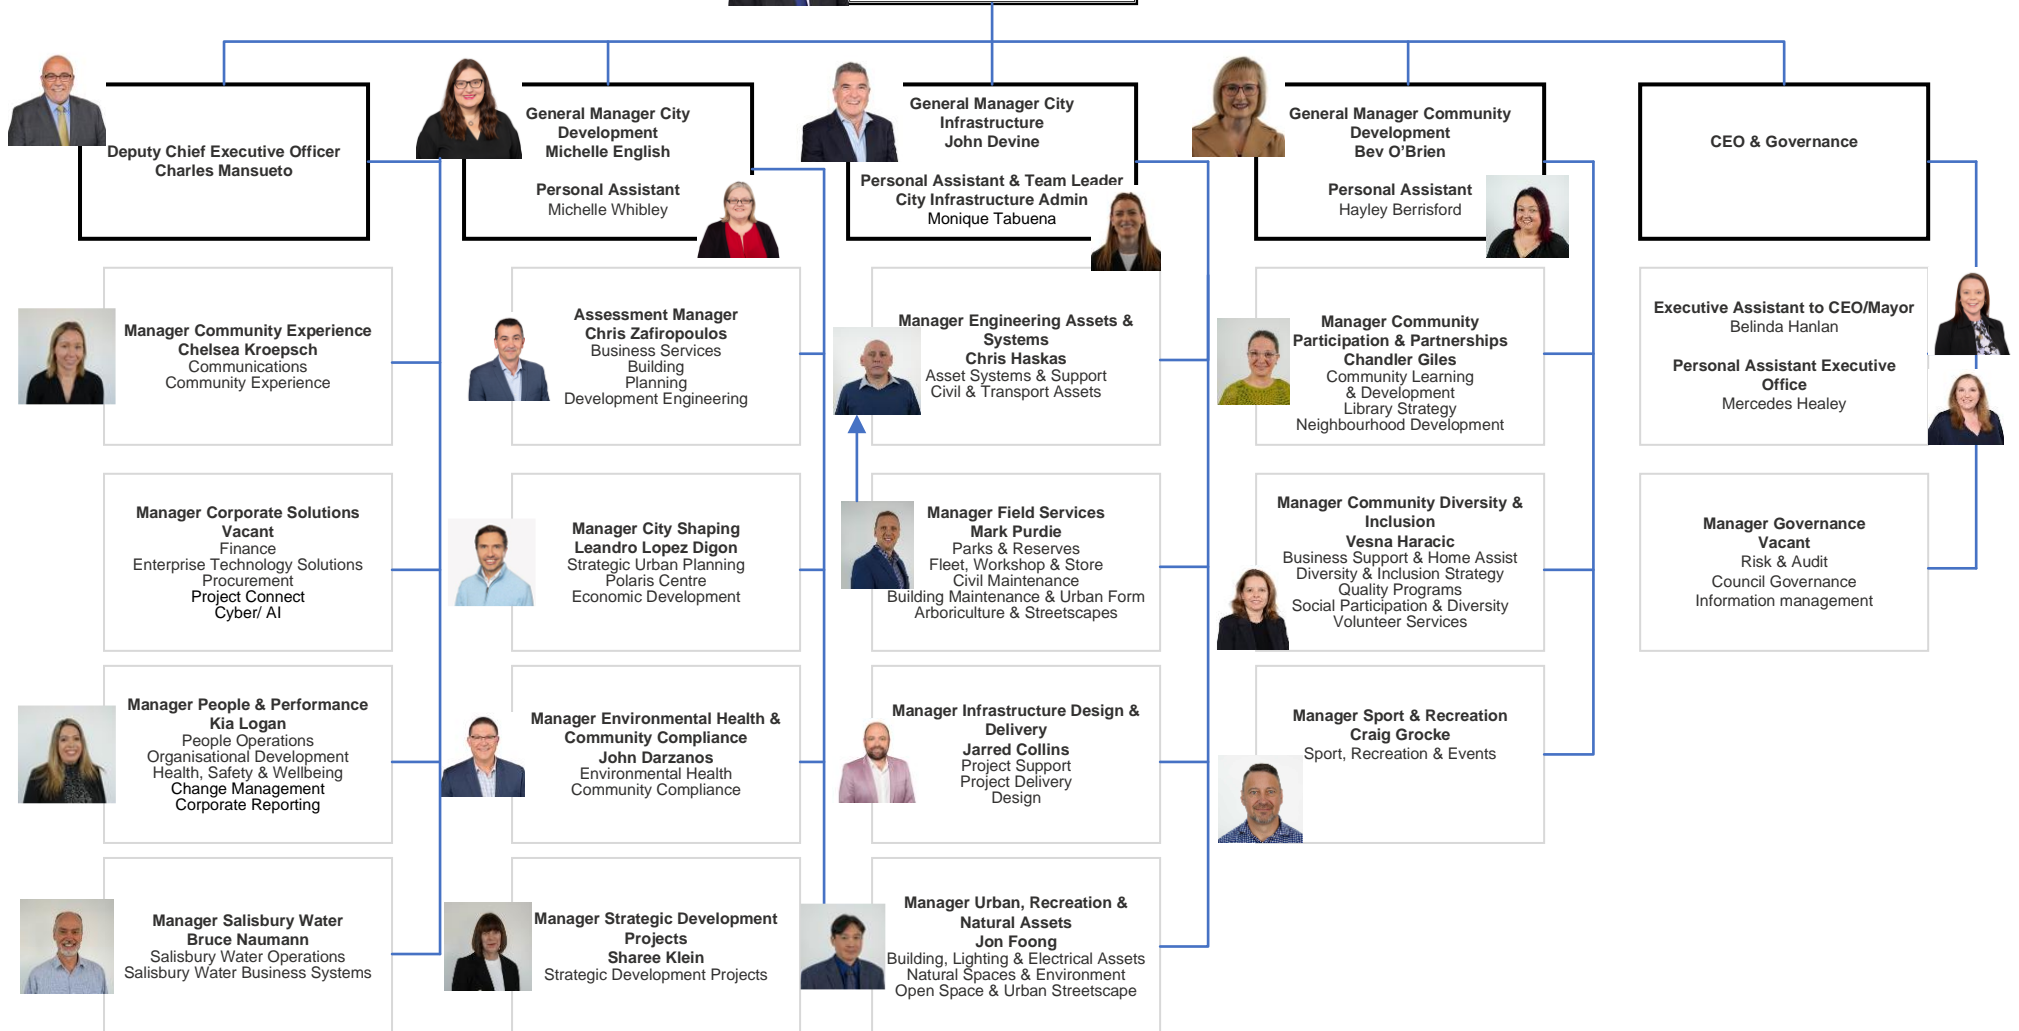 Deputy Chief Executive Officer
Charles Mansueto
General Manager City
Development
Michelle English
Personal Assistant
Michelle Whibley
General Manager City
Infrastructure
John Devine
Personal Assistant & Team Leader
City Infrastructure Admin
Monique Tabuena
General Manager Community
Development
Bev O'Brien
Personal Assistant
Hayley Berrisford
CEO & Governance
Manager Community Experience
Chelsea Kroepsch
Communications
Community Experience
Manager Corporate Solutions
Vacant
Finance
Enterprise Technology Solutions
Procurement
Project Connect
Cyber/ AI
Manager People & Performance
Kia Logan
People Operations
Organisational Development
Health, Safety & Wellbeing
Change Management
Corporate Reporting
Manager Salisbury Water
Bruce Naumann
Salisbury Water Operations
Salisbury Water Business Systems
Assessment Manager
Chris Zafiropoulos
Business Services
Building
Planning
Development Engineering
Manager City Shaping
Leandro Lopez Digon
Strategic Urban Planning
Polaris Centre
Economic Development
Manager Environmental Health &
Community Compliance
John Darzanos
Environmental Health
Community Compliance
Manager Strategic Development
Projects
Sharee Klein
Strategic Development Projects
Manager Engineering Assets &
Systems
Chris Haskas
Asset Systems & Support
Civil & Transport Assets
Manager Field Services
Mark Purdie
Parks & Reserves
Fleet, Workshop & Store
Civil Maintenance
Building Maintenance & Urban Form
Arboriculture & Streetscapes
Manager Infrastructure Design &
Delivery
Jarred Collins
Project Support
Project Delivery
Design
Manager Urban, Recreation &
Natural Assets
Jon Foong
Building, Lighting & Electrical Assets
Natural Spaces & Environment
Open Space & Urban Streetscape
Manager Community
Participation & Partnerships
Chandler Giles
Community Learning
& Development
Library Strategy
Neighbourhood Development
Manager Community Diversity &
Inclusion
Vesna Haracic
Business Support & Home Assist
Diversity & Inclusion Strategy
Quality Programs
Social Participation & Diversity
Volunteer Services
Manager Sport & Recreation
Craig Grocke
Sport, Recreation & Events
Executive Assistant to CEO/Mayor
Belinda Hanlan
Personal Assistant Executive
Office
Mercedes Healey
Manager Governance
Vacant
Risk & Audit
Council Governance
Information management